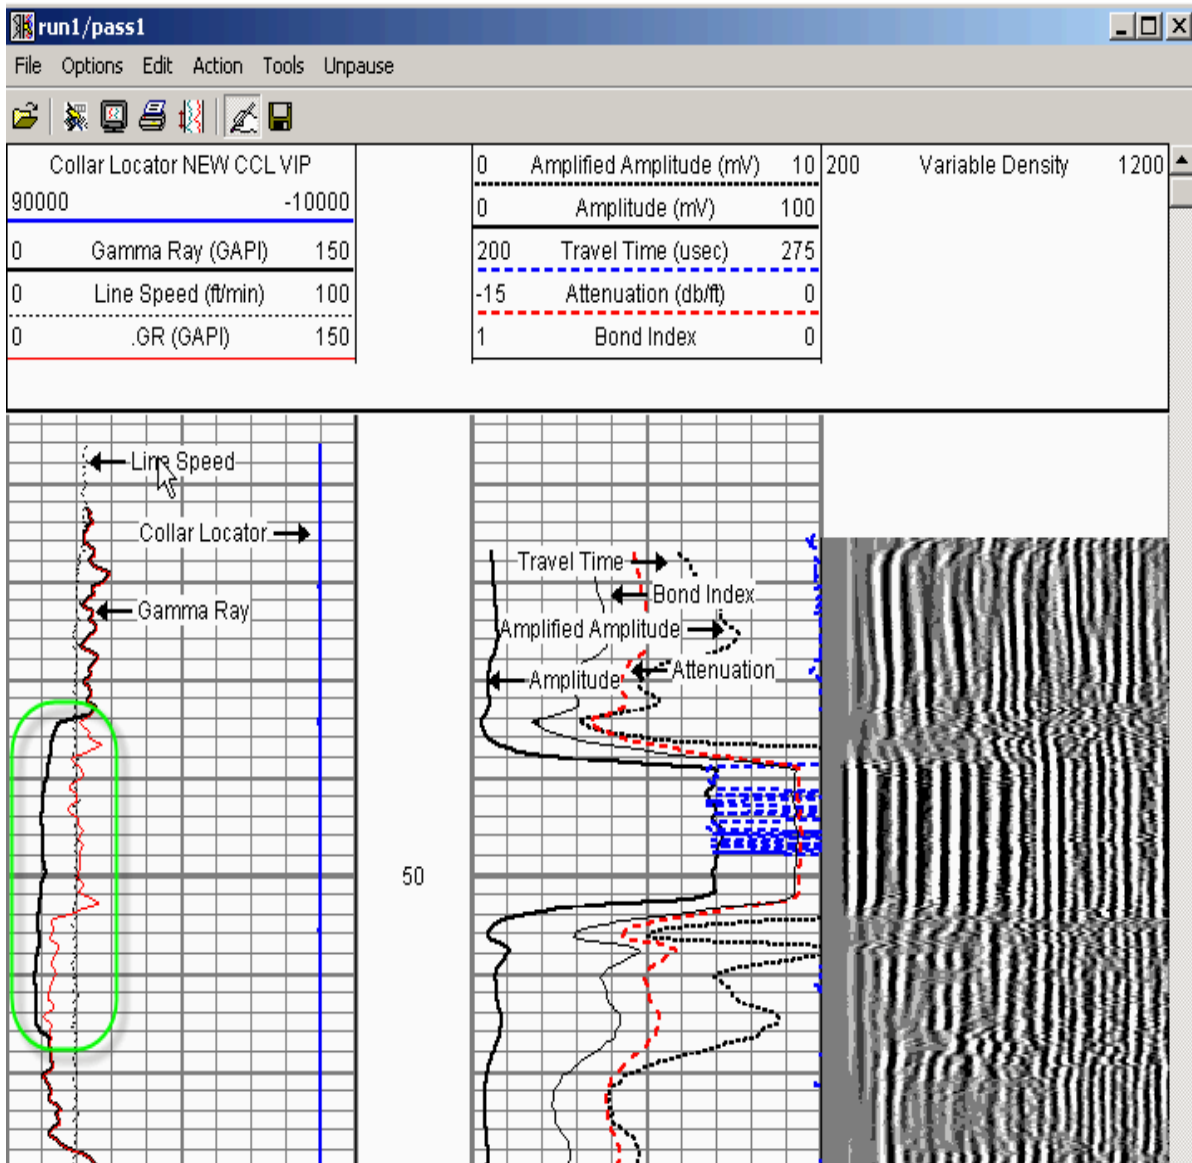 run1/pass1
File Options Edit Action Tools Unpause
Collar Locator NEW CCL VIP
90000 -10000
0 Gamma Ray (GAPI) 150
0 Line Speed (ft/min) 100
0 .GR (GAPI) 150
0 Amplified Amplitude (mV) 10
0 Amplitude (mV) 100
200 Travel Time (usec) 275
-15 Attenuation (db/ft) 0
1 Bond Index 0
200 Variable Density 1200
Line Speed
Collar Locator
Gamma Ray
50
Travel Time
Bond Index
Amplified Amplitude
Attenuation
Amplitude